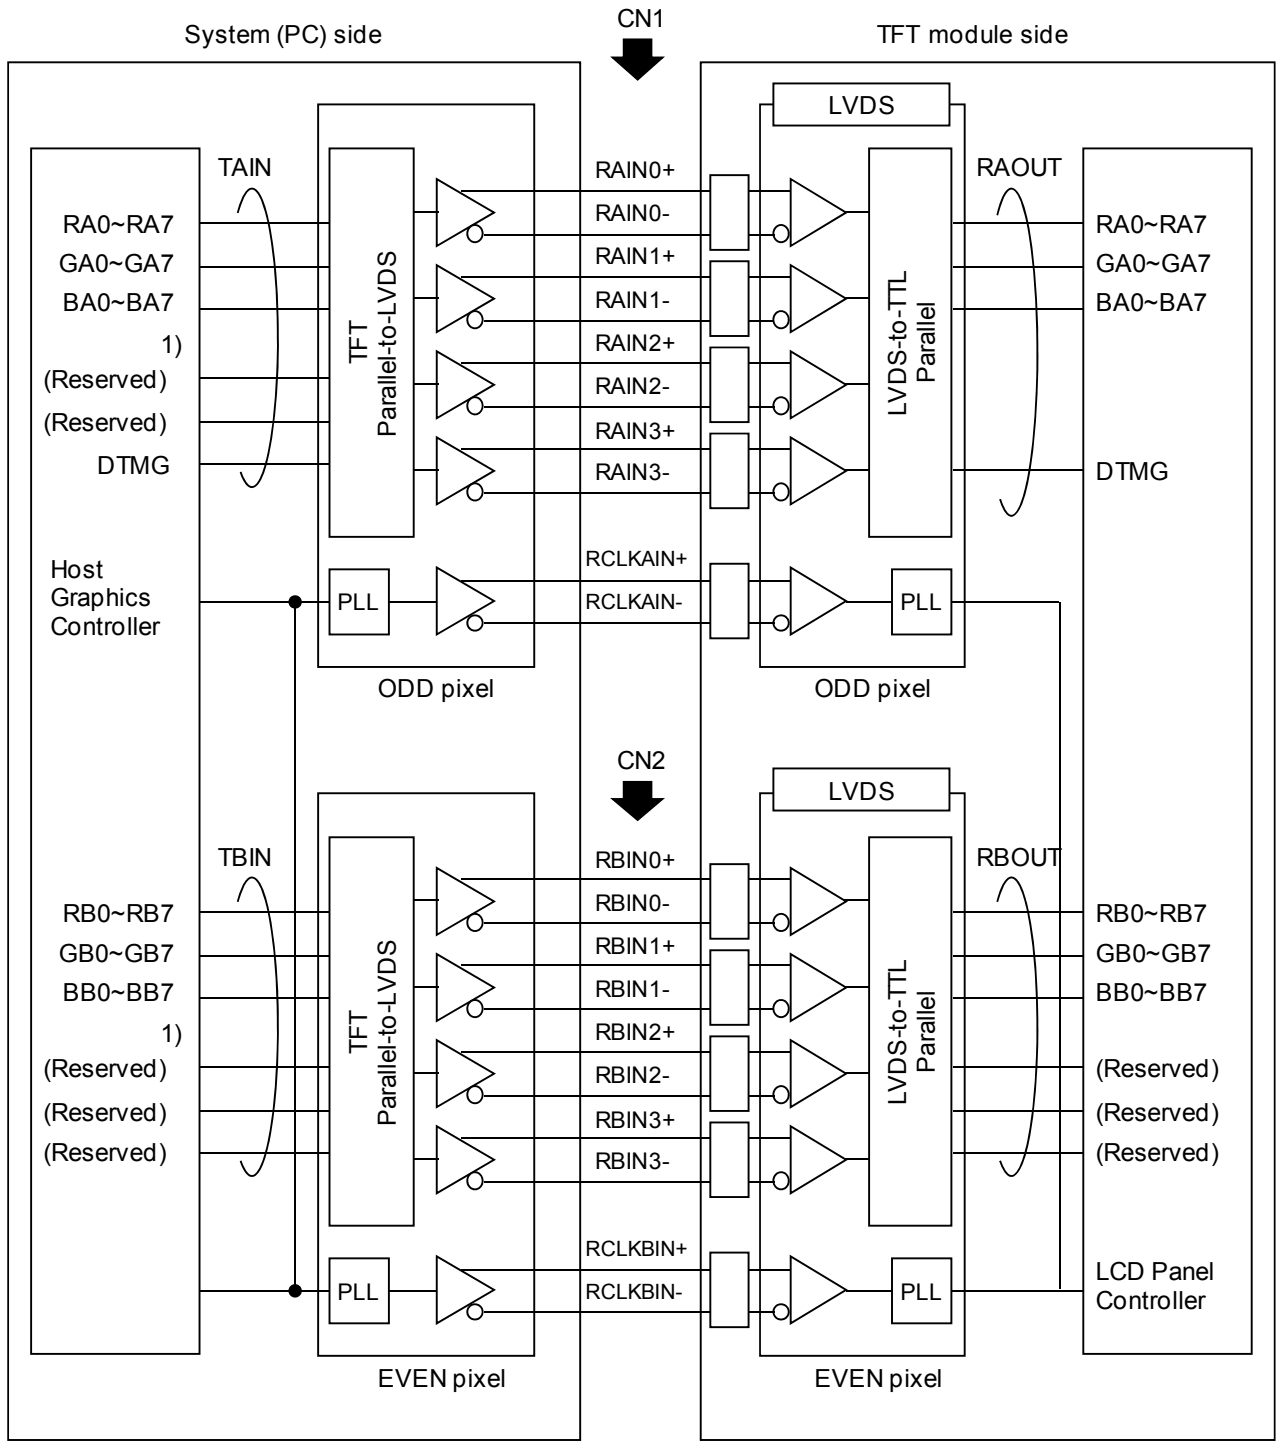 System (PC) side
CN1
TFT module side
LVDS
TAIN
RA0~RA7
GA0~GA7
BA0~BA7
1)
(Reserved)
(Reserved)
DTMG
Host
Graphics
Controller
TFT
Parallel-to-LVDS
PLL
ODD pixel
RAIN0+
RAIN0-
RAIN1+
RAIN1-
RAIN2+
RAIN2-
RAIN3+
RAIN3-
RCLKAIN+
RCLKAIN-
LVDS-to-TTL
Parallel
PLL
ODD pixel
RAOUT
RA0~RA7
GA0~GA7
BA0~BA7
DTMG
CN2
LVDS
TBIN
RB0~RB7
GB0~GB7
BB0~BB7
1)
(Reserved)
(Reserved)
(Reserved)
TFT
Parallel-to-LVDS
PLL
EVEN pixel
RBIN0+
RBIN0-
RBIN1+
RBIN1-
RBIN2+
RBIN2-
RBIN3+
RBIN3-
RCLKBIN+
RCLKBIN-
LVDS-to-TTL
Parallel
PLL
EVEN pixel
RBOUT
RB0~RB7
GB0~GB7
BB0~BB7
(Reserved)
(Reserved)
(Reserved)
LCD Panel
Controller